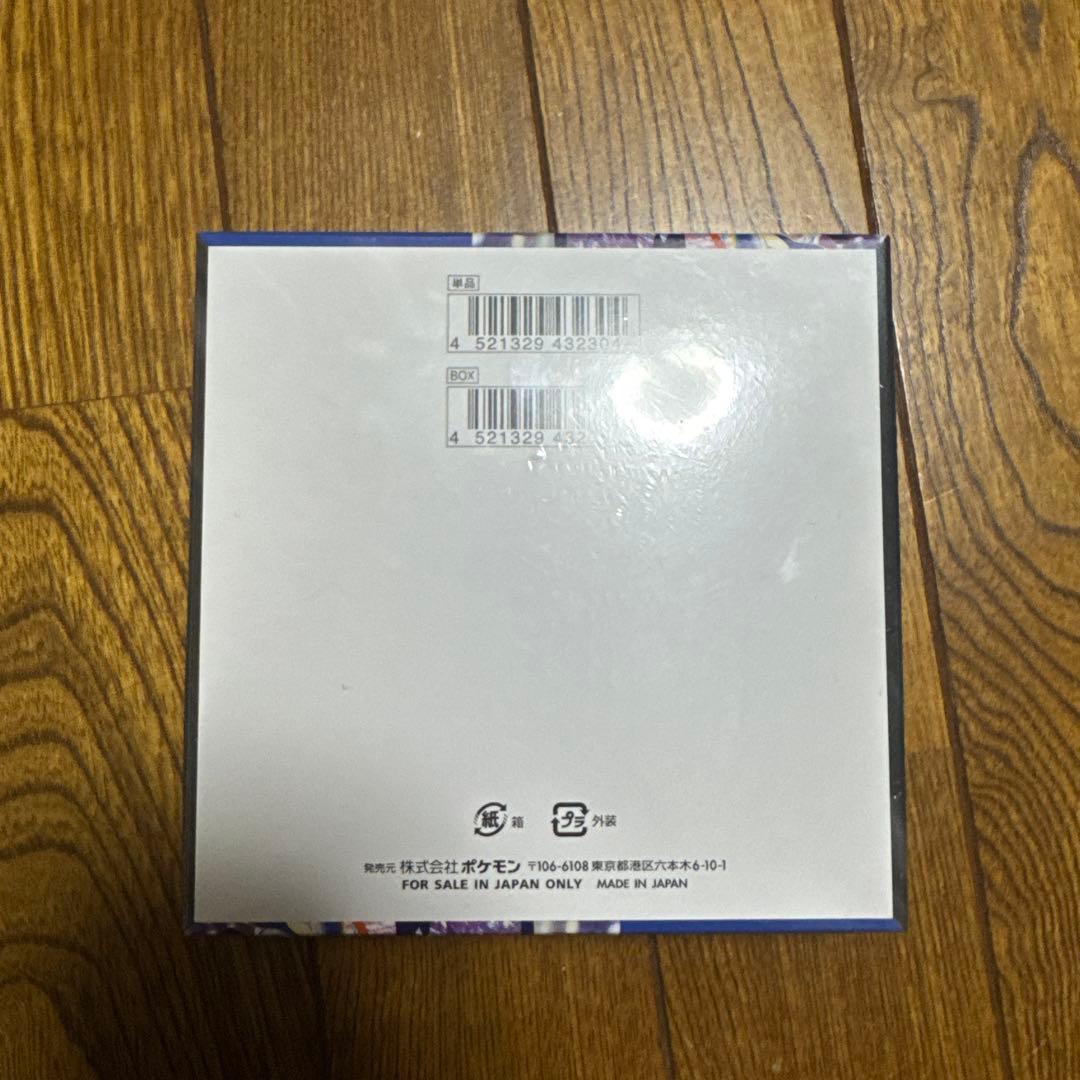 単品
4 521329 43230
BOX
4 521329 432
紙 箱 プラ 外装
発売元 株式会社ポケモン 〒106-6108 東京都港区六本木6-10-1
FOR SALE IN JAPAN ONLY MADE IN JAPAN